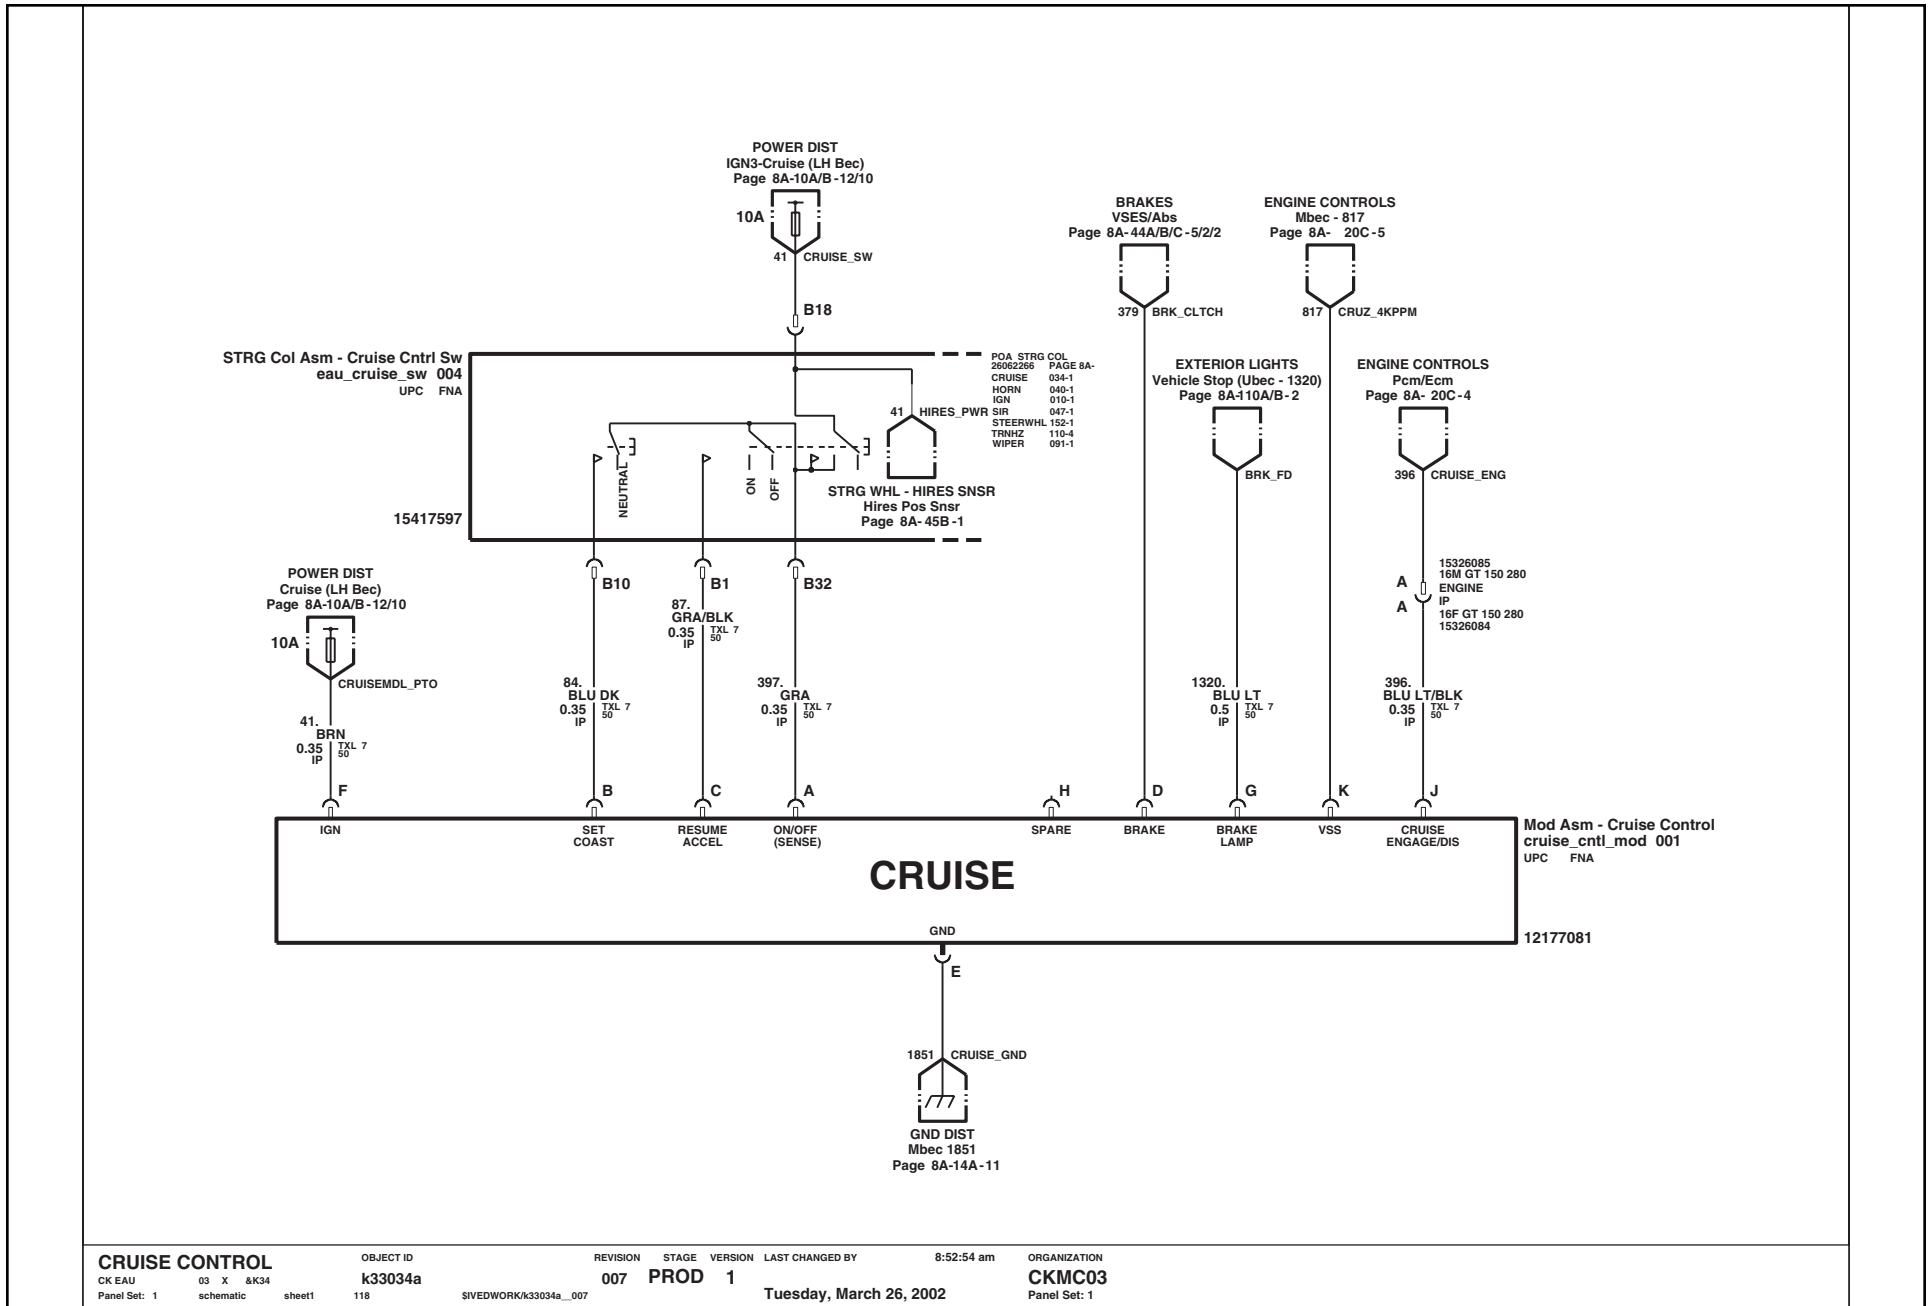 POWER DIST
IGN3-Cruise (LH Bec)
Page 8A-10A/B-12/10
10A
41 CRUISE_SW
B18
BRAKES
VSES/Abs
Page 8A-44A/B/C-5/2/2
379 BRK_CLTCH
ENGINE CONTROLS
Mbec - 817
Page 8A- 20C-5
817 CRUZ_4KPPM
STRG Col Asm - Cruise Cntrl Sw
eau_cruise_sw 004
UPC FNA
15417597
POA STRG COL
26062266 PAGE 8A-
CRUISE 034-1
HORN 040-1
IGN 010-1
SIR 047-1
STEERWHL 152-1
TRNHZ 110-4
WIPER 091-1
41 HIRES_PWR
NEUTRAL
ON
OFF
STRG WHL - HIRES SNSR
Hires Pos Snsr
Page 8A-45B-1
EXTERIOR LIGHTS
Vehicle Stop (Ubec - 1320)
Page 8A-110A/B-2
BRK_FD
ENGINE CONTROLS
Pcm/Ecm
Page 8A- 20C-4
396 CRUISE_ENG
POWER DIST
Cruise (LH Bec)
Page 8A-10A/B-12/10
10A
CRUISEMDL_PTO
41.
BRN
0.35 TXL 7
IP 50
B10
84.
BLU DK
0.35 TXL 7
IP 50
B1
87.
GRA/BLK
0.35 TXL 7
IP 50
B32
397.
GRA
0.35 TXL 7
IP 50
1320.
BLU LT
0.5 TXL 7
IP 50
A
A
15326085
16M GT 150 280
ENGINE
IP
16F GT 150 280
15326084
396.
BLU LT/BLK
0.35 TXL 7
IP 50
F
B
C
A
H
D
G
K
J
IGN
SET
COAST
RESUME
ACCEL
ON/OFF
(SENSE)
SPARE
BRAKE
BRAKE
LAMP
VSS
CRUISE
ENGAGE/DIS
Mod Asm - Cruise Control
cruise_cntl_mod 001
UPC FNA
CRUISE
GND
12177081
E
1851 CRUISE_GND
GND DIST
Mbec 1851
Page 8A-14A-11
CRUISE CONTROL
CK EAU 03 X &K34
Panel Set: 1 schematic sheet1 118
OBJECT ID
k33034a
$IVEDWORK/k33034a__007
REVISION STAGE VERSION LAST CHANGED BY 8:52:54 am
007 PROD 1
Tuesday, March 26, 2002
ORGANIZATION
CKMC03
Panel Set: 1